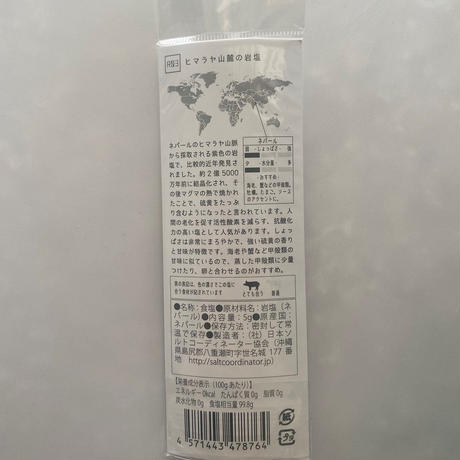 ヒマラヤ山麓の岩塩
ネパール
弱 しょっぱさ 強
少 水分量 多
おすすめ
海老、蟹などの甲殻類、
牡蠣、たまご、ソース
のアクセントに。
ネパールのヒマラヤ山脈
から採取される紫色の岩
塩で、比較的近年発見さ
れました。約2億5000
万年前に結晶化され、そ
の後マグマの熱で焼かれ
たことで、硫黄をたっぷ
り含むようになったと言われています。人
間の老化を促す活性酸素を減らす、抗酸化
力の高い塩として人気があります。しょっ
ぱさは非常にまろやかで、強い硫黄の香り
と甘味が特徴です。海老や蟹など甲殻類の
甘味に似ているので、蒸した甲殻類に少量
つけたり、卵と合わせるのがおすすめ。
とても合う 普通
●名称:食塩●原材料名:岩塩(ネ
パール)●内容量:5g●原産国:
ネパール●保存方法:密封して常
温で保存●製造者:(社)日本ソ
ルトコーディネーター協会(沖縄
県島尻郡八重瀬町字世名城177番
地 http://saltcoordinator.jp)
【栄養成分表示(100gあたり)】
エネルギー0kcal たんぱく質0g 脂質0g
炭水化物0g 食塩相当量99.8g
4 571443 478764
紙
プラ